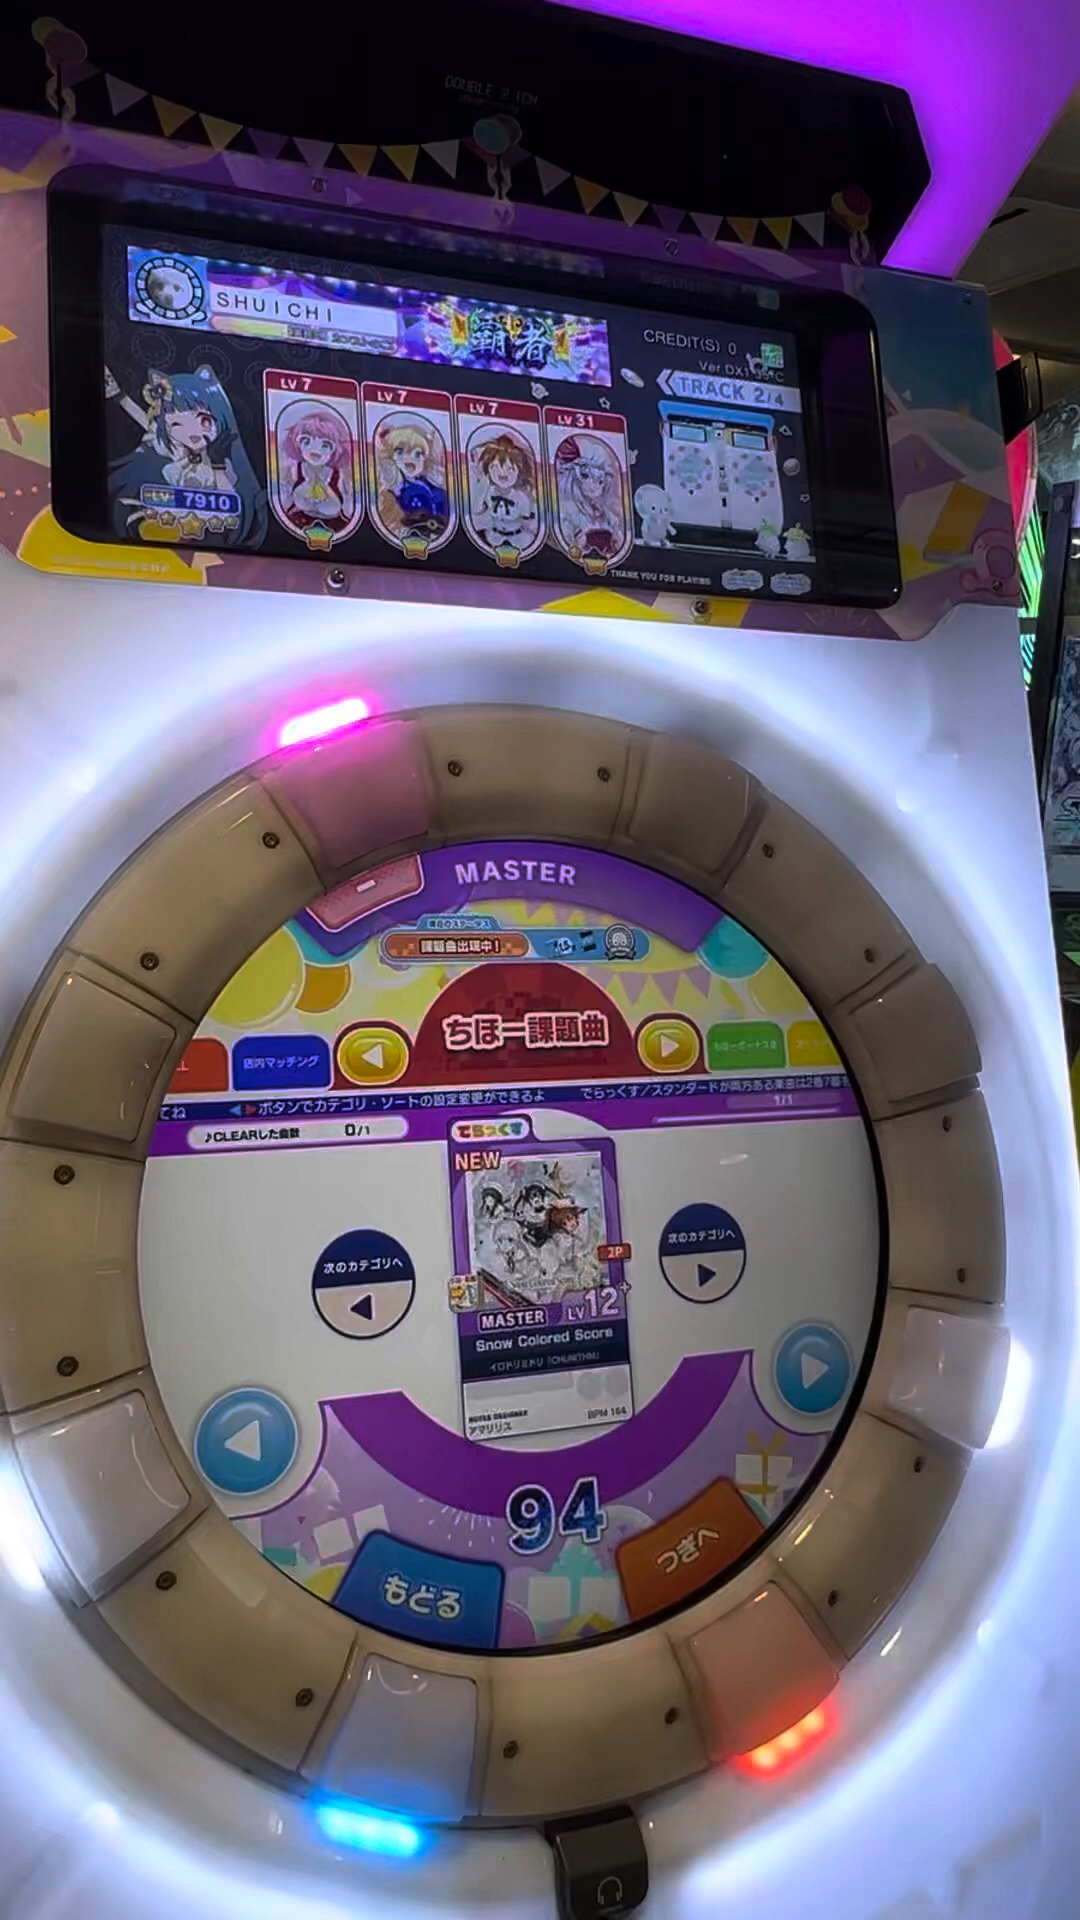 SHUICHI
覇者
CREDIT(S) 0
TRACK 2/4
LV 7
LV 7
LV 7
LV 31
LV 7910
THANK YOU FOR PLAYING
MASTER
課題曲出現中！
ちほー課題曲
店内マッチング
てね ◀▶ボタンでカテゴリ・ソートの設定変更ができるよ
でらっくす／スタンダードが両方ある楽曲は2番7番
1/1
♪CLEARした曲数 0/1
でらっくす
NEW
次のカテゴリへ
次のカテゴリへ
2P
MASTER LV 12+
Snow Colored Score
イロドリミドリ「CHUNITHM」
NOTES DESIGNER
アマリリス
BPM 164
94
もどる
つぎへ